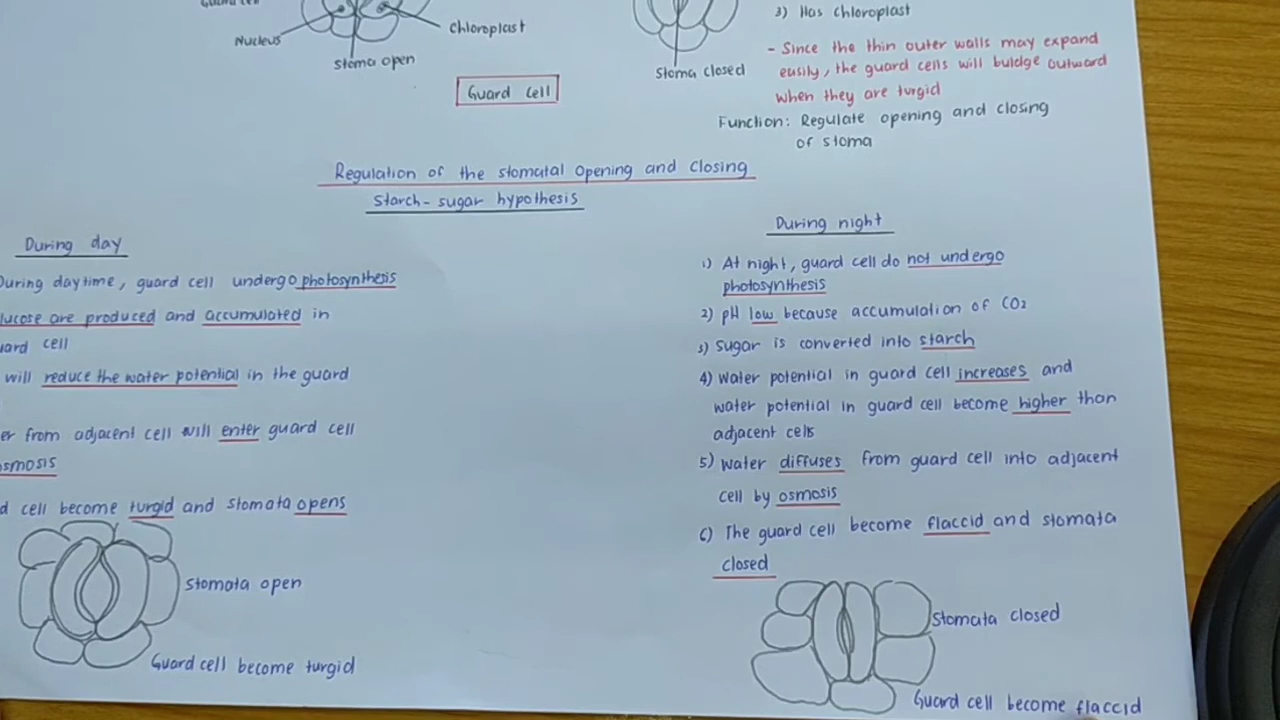 Nucleus
Stoma open
Chloroplast
Guard cell
Stoma closed
3) Has chloroplast
- Since the thin outer walls may expand
easily, the guard cells will buldge outward
when they are turgid
Function: Regulate opening and closing
of stoma
Regulation of the stomatal opening and closing
Starch-sugar hypothesis
During day
During daytime, guard cell undergo photosynthesis
lucose are produced and accumulated in
uard cell
will reduce the water potential in the guard
er from adjacent cell will enter guard cell
osmosis
d cell become turgid and stomata opens
Stomata open
Guard cell become turgid
During night
1) At night, guard cell do not undergo
photosynthesis
2) pH low because accumulation of CO2
3) Sugar is converted into starch
4) Water potential in guard cell increases and
water potential in guard cell become higher than
adjacent cells
5) Water diffuses from guard cell into adjacent
cell by osmosis
6) The guard cell become flaccid and stomata
closed
Stomata closed
Guard cell become flaccid